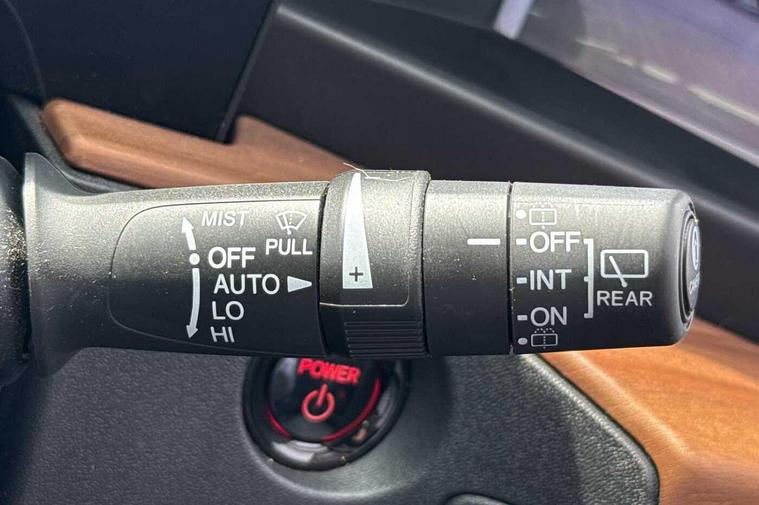 MIST
PULL
OFF
AUTO
LO
HI
+
OFF
INT
ON
REAR
POWER